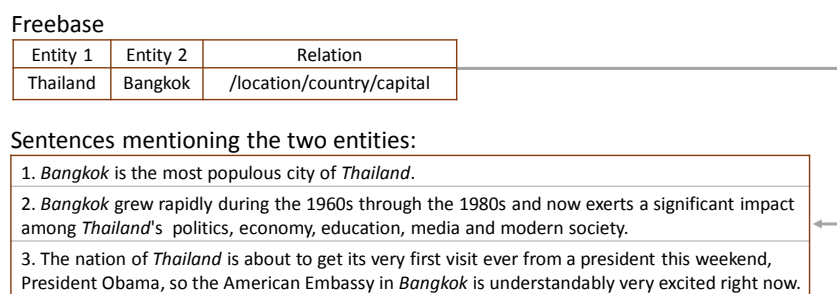 Freebase
Entity 1 Entity 2 Relation
Thailand Bangkok /location/country/capital
Sentences mentioning the two entities:
1. Bangkok is the most populous city of Thailand.
2. Bangkok grew rapidly during the 1960s through the 1980s and now exerts a significant impact
among Thailand's politics, economy, education, media and modern society.
3. The nation of Thailand is about to get its very first visit ever from a president this weekend,
President Obama, so the American Embassy in Bangkok is understandably very excited right now.